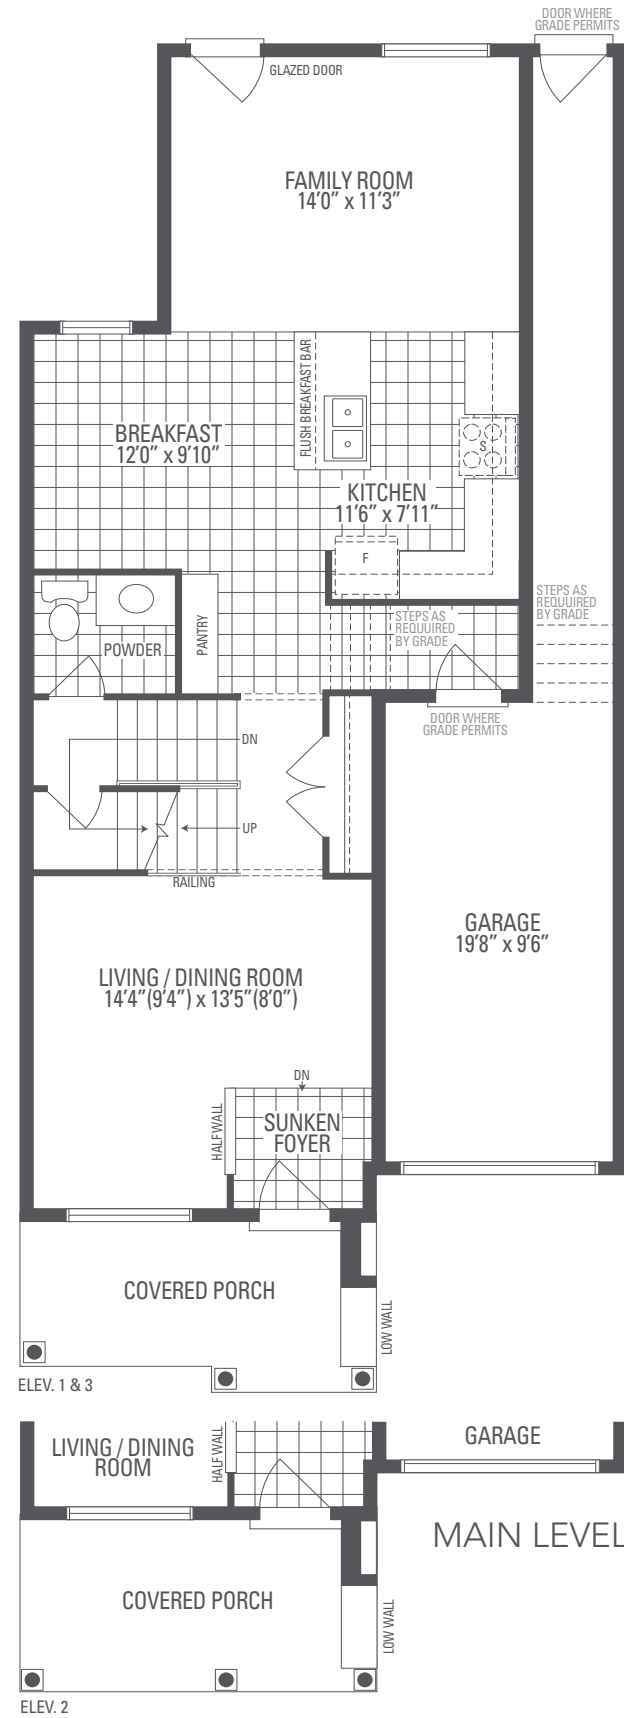 DOOR WHERE
GRADE PERMITS
GLAZED DOOR
FAMILY ROOM
14'0" x 11'3"
FLUSH BREAKFAST BAR
BREAKFAST
12'0" x 9'10"
S
KITCHEN
11'6" x 7'11"
F
STEPS AS
REQUUIRED
BY GRADE
STEPS AS
REQUUIRED
BY GRADE
PANTRY
POWDER
DOOR WHERE
GRADE PERMITS
DN
UP
RAILING
GARAGE
19'8" x 9'6"
LIVING / DINING ROOM
14'4"(9'4") x 13'5"(8'0")
DN
HALF WALL
SUNKEN
FOYER
COVERED PORCH
LOW WALL
ELEV. 1 & 3
LIVING / DINING
ROOM
HALF WALL
GARAGE
MAIN LEVEL
COVERED PORCH
LOW WALL
ELEV. 2